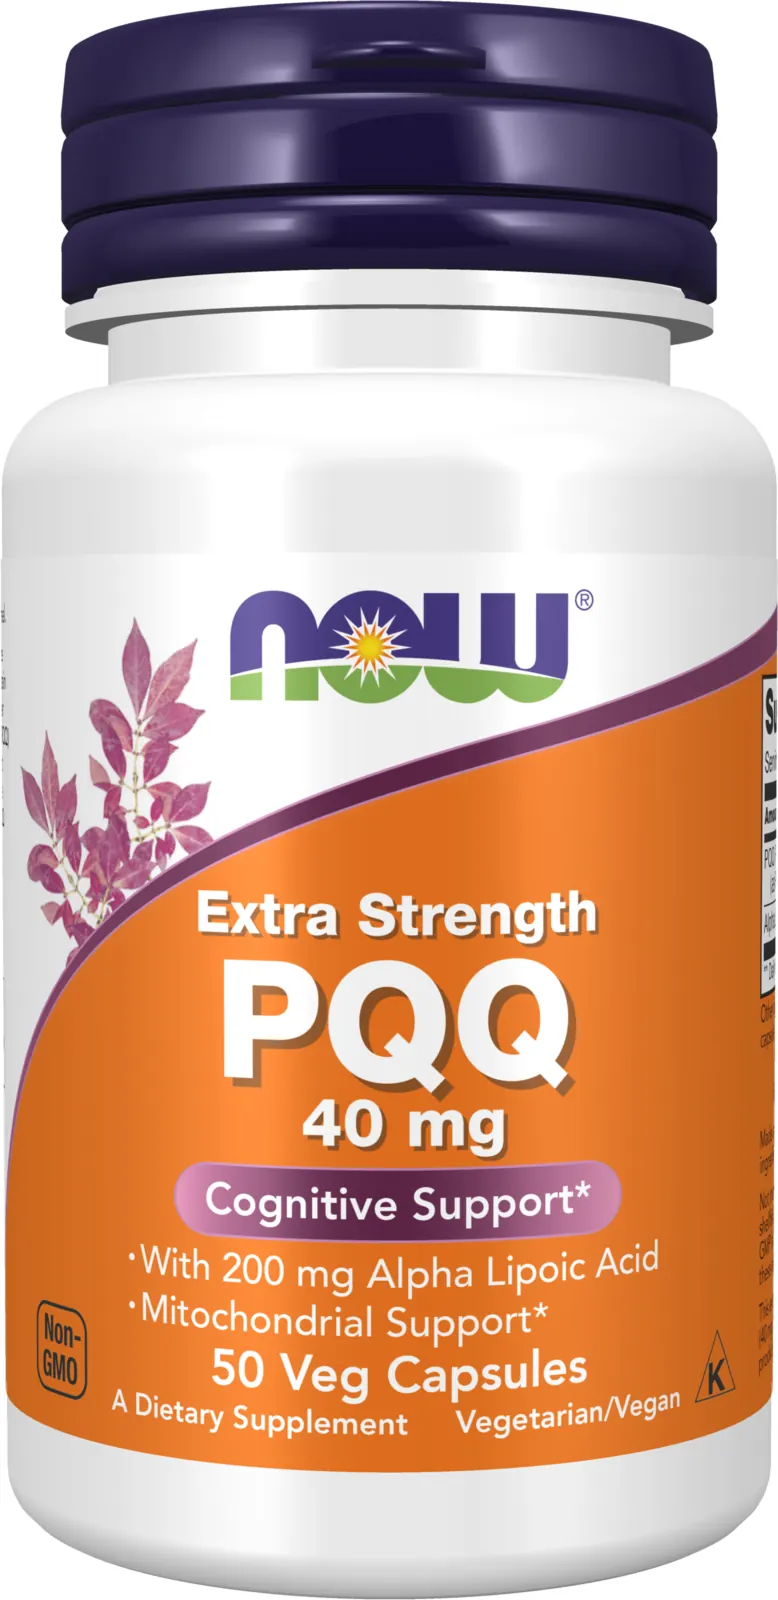 NOW®
Extra Strength
PQQ
40 mg
Cognitive Support*
• With 200 mg Alpha Lipoic Acid
• Mitochondrial Support*
50 Veg Capsules
A Dietary Supplement
Vegetarian/Vegan
Non-
GMO
K